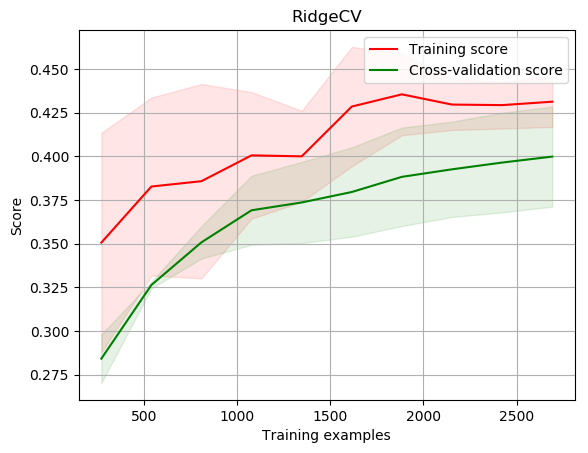 RidgeCV
Training score
Cross-validation score
0.450
0.425
0.400
0.375
0.350
0.325
0.300
0.275
Score
500
1000
1500
2000
2500
Training examples